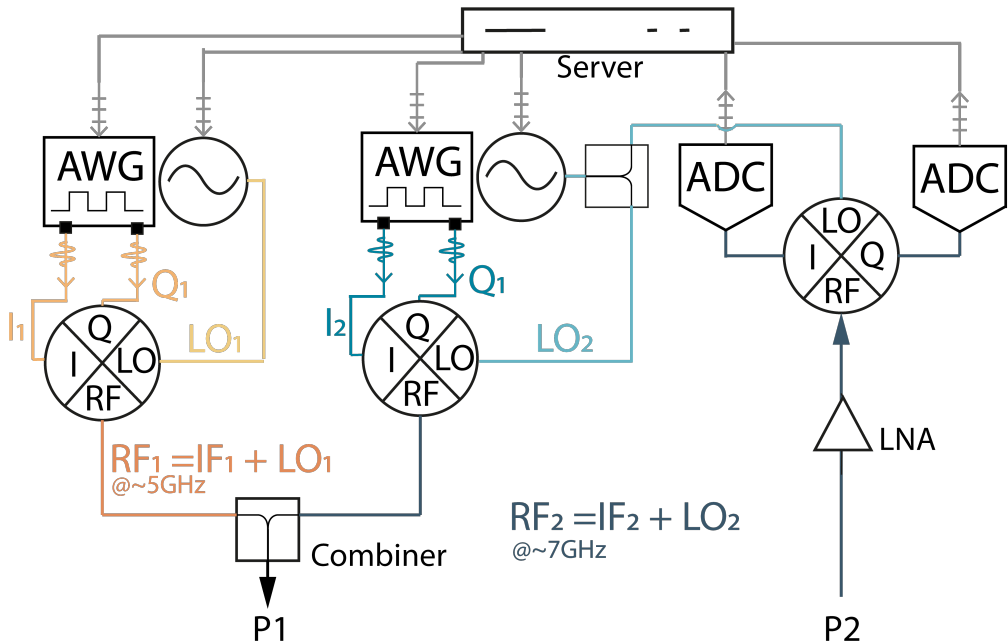 Server
AWG
AWG
ADC
ADC
Q₁
Q₁
I₁
I₂
LO₁
LO₂
Q
I
LO
RF
Q
I
LO
RF
LO
I
Q
RF
LNA
RF₁ =IF₁ + LO₁
@~5GHz
RF₂ =IF₂ + LO₂
@~7GHz
Combiner
P1
P2